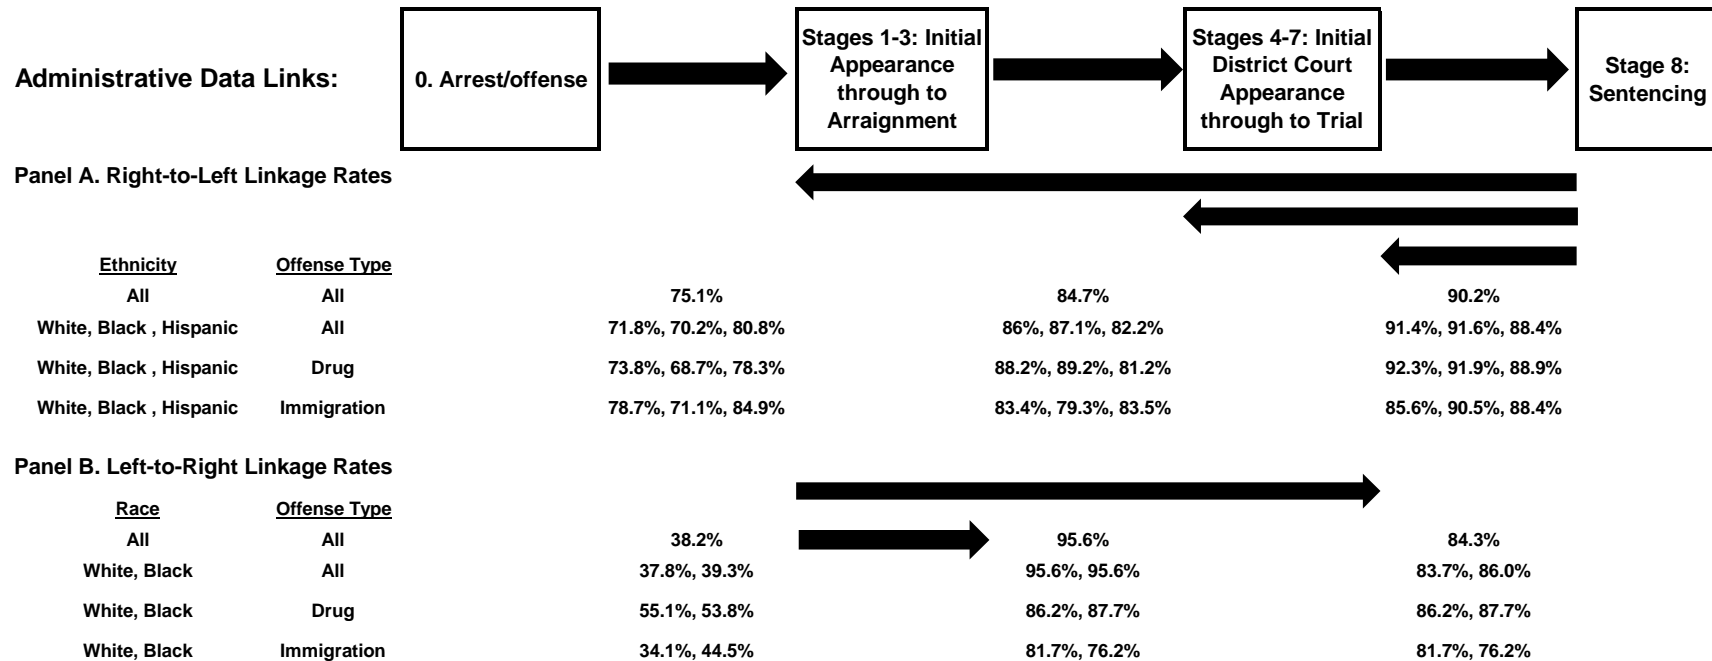 Administrative Data Links:
0. Arrest/offense
Stages 1-3: Initial
Appearance
through to
Arraignment
Stages 4-7: Initial
District Court
Appearance
through to Trial
Stage 8:
Sentencing
Panel A. Right-to-Left Linkage Rates
Ethnicity Offense Type
All All 75.1% 84.7% 90.2%
White, Black , Hispanic All 71.8%, 70.2%, 80.8% 86%, 87.1%, 82.2% 91.4%, 91.6%, 88.4%
White, Black , Hispanic Drug 73.8%, 68.7%, 78.3% 88.2%, 89.2%, 81.2% 92.3%, 91.9%, 88.9%
White, Black , Hispanic Immigration 78.7%, 71.1%, 84.9% 83.4%, 79.3%, 83.5% 85.6%, 90.5%, 88.4%
Panel B. Left-to-Right Linkage Rates
Race Offense Type
All All 38.2% 95.6% 84.3%
White, Black All 37.8%, 39.3% 95.6%, 95.6% 83.7%, 86.0%
White, Black Drug 55.1%, 53.8% 86.2%, 87.7% 86.2%, 87.7%
White, Black Immigration 34.1%, 44.5% 81.7%, 76.2% 81.7%, 76.2%